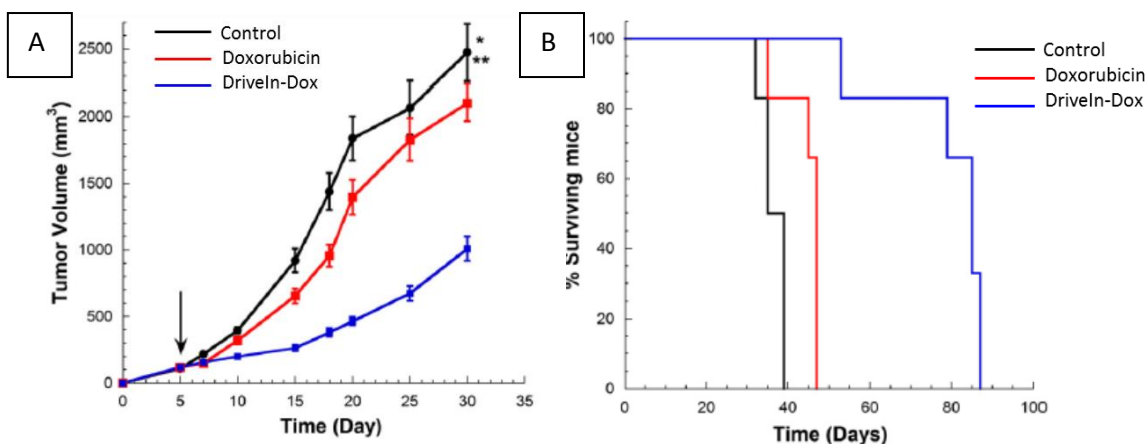 A
Control
Doxorubicin
DriveIn-Dox
*
**
2500
2000
1500
1000
500
0
0 5 10 15 20 25 30 35
Tumor Volume (mm³)
Time (Day)
B
Control
Doxorubicin
DriveIn-Dox
100
80
60
40
20
0
0 20 40 60 80 100
% Surviving mice
Time (Days)